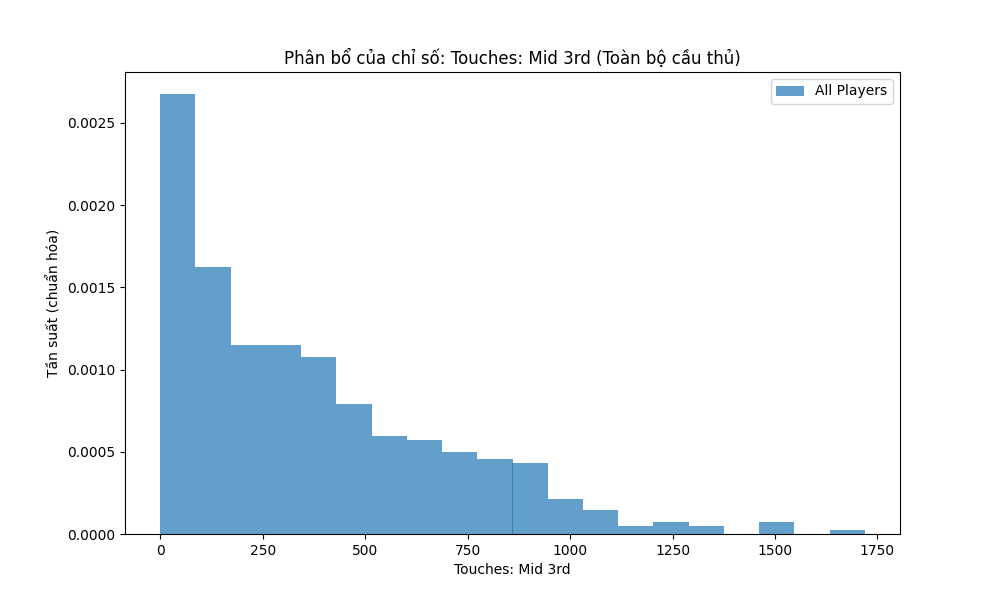 Phân bổ của chỉ số: Touches: Mid 3rd (Toàn bộ cầu thủ)
All Players
Tần suất (chuẩn hóa)
0.0025
0.0020
0.0015
0.0010
0.0005
0.0000
0 250 500 750 1000 1250 1500 1750
Touches: Mid 3rd